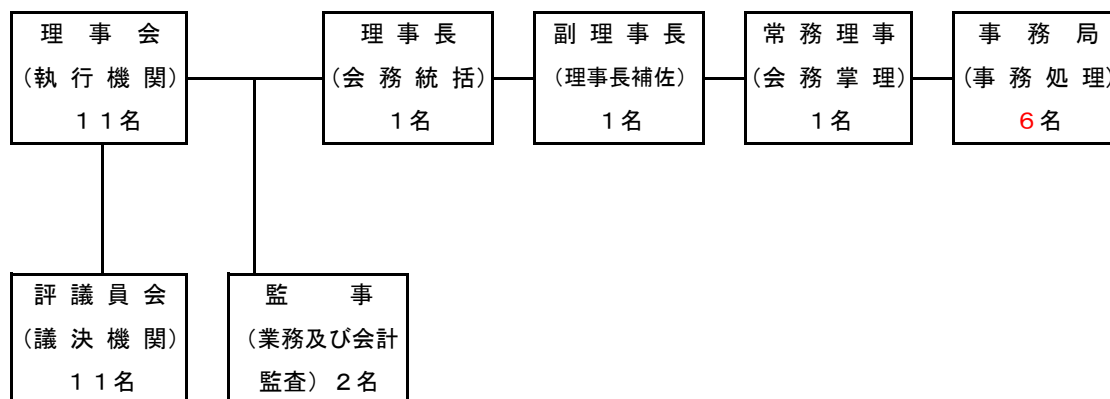 理事会
(執行機関)
11名
理事長
(会務統括)
1名
副理事長
(理事長補佐)
1名
常務理事
(会務掌理)
1名
事務局
(事務処理)
6名
評議員会
(議決機関)
11名
監事
(業務及び会計
監査) 2名